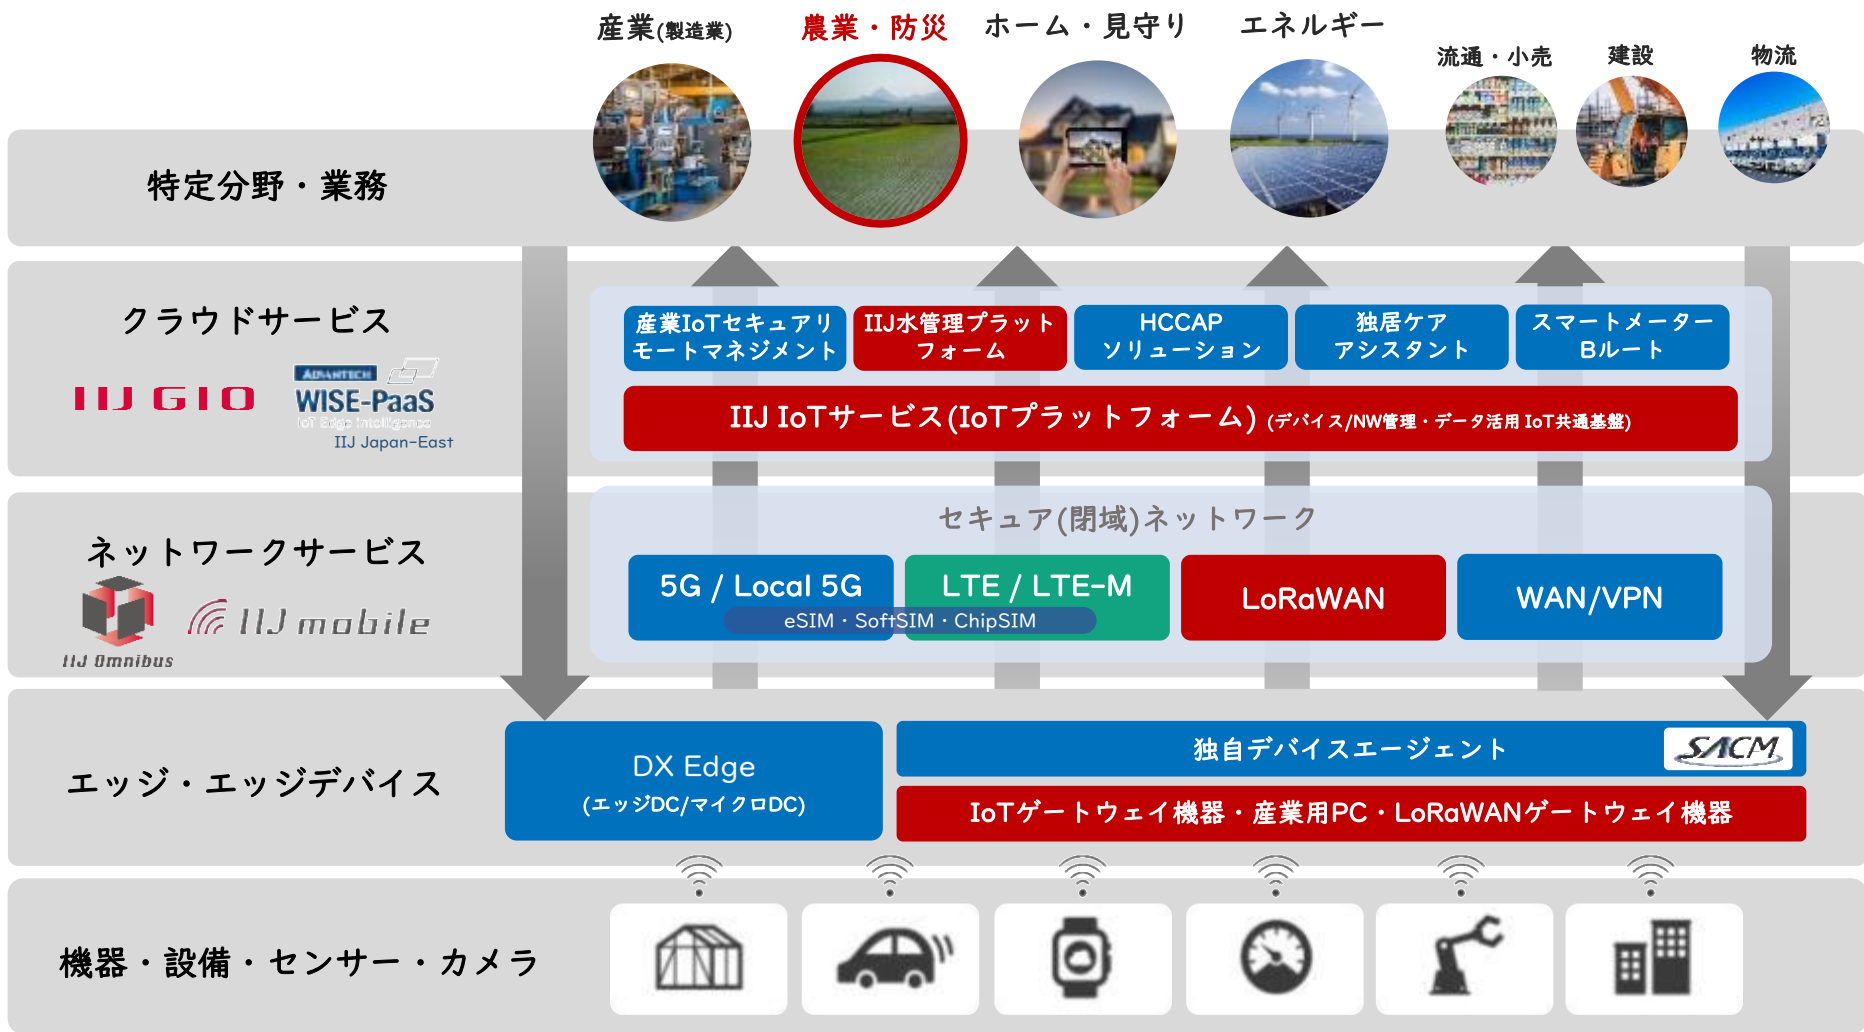 産業(製造業)
農業・防災
ホーム・見守り
エネルギー
流通・小売
建設
物流
特定分野・業務
クラウドサービス
IIJ GIO
ADVANTECH
WISE-PaaS
IoT Edge Intelligence
IIJ Japan-East
産業IoTセキュアリ
モートマネジメント
IIJ水管理プラット
フォーム
HCCAP
ソリューション
独居ケア
アシスタント
スマートメーター
Bルート
IIJ IoTサービス(IoTプラットフォーム) (デバイス/NW管理・データ活用 IoT共通基盤)
ネットワークサービス
IIJ Omnibus
IIJ mobile
セキュア(閉域)ネットワーク
5G / Local 5G
LTE / LTE-M
eSIM・SoftSIM・ChipSIM
LoRaWAN
WAN/VPN
エッジ・エッジデバイス
DX Edge
(エッジDC/マイクロDC)
独自デバイスエージェント
SACM
IoTゲートウェイ機器・産業用PC・LoRaWANゲートウェイ機器
機器・設備・センサー・カメラ